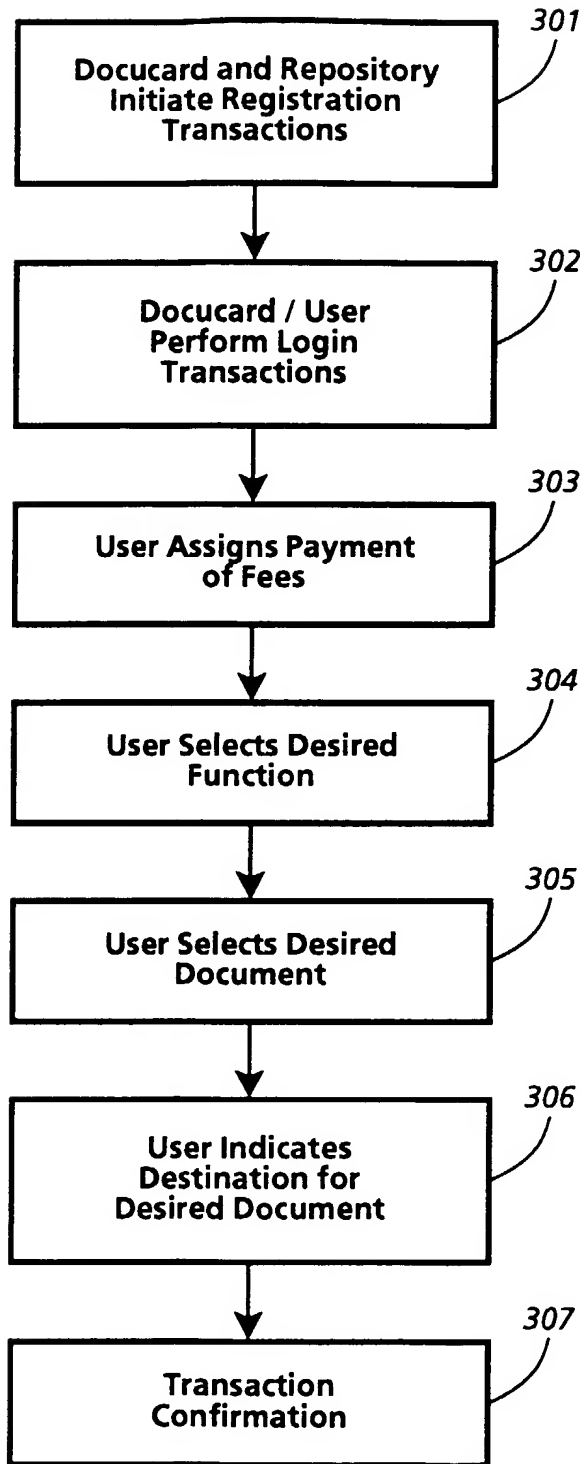 301
Docucard and Repository
Initiate Registration
Transactions
302
Docucard / User
Perform Login
Transactions
303
User Assigns Payment
of Fees
304
User Selects Desired
Function
305
User Selects Desired
Document
306
User Indicates
Destination for
Desired Document
307
Transaction
Confirmation